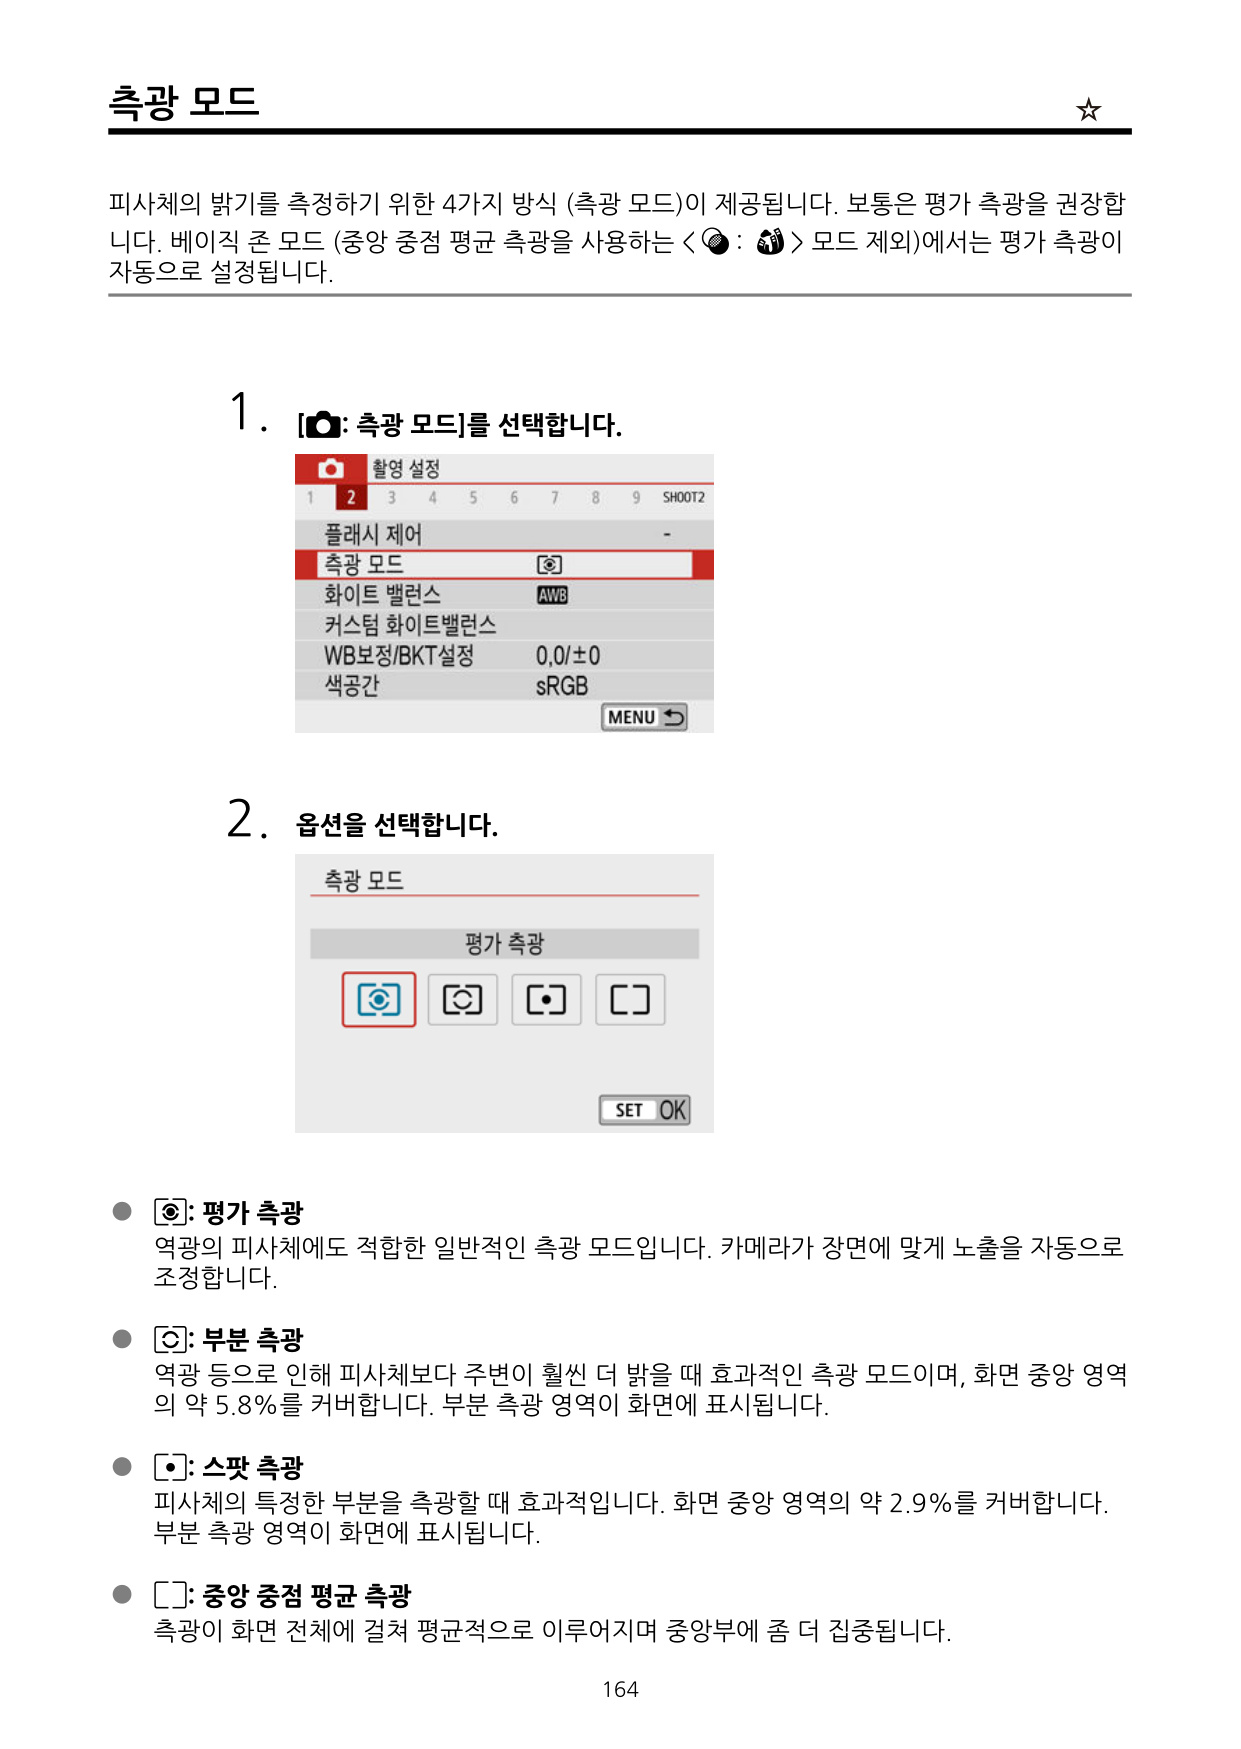 측광 모드 ☆
피사체의 밝기를 측정하기 위한 4가지 방식 (측광 모드)이 제공됩니다. 보통은 평가 측광을 권장합
니다. 베이직 존 모드 (중앙 중점 평균 측광을 사용하는 < : > 모드 제외)에서는 평가 측광이
자동으로 설정됩니다.
1. [: 측광 모드]를 선택합니다.
촬영 설정
1 2 3 4 5 6 7 8 9 SHOOT2
플래시 제어 -
측광 모드
화이트 밸런스 AWB
커스텀 화이트밸런스
WB보정/BKT설정 0,0/±0
색공간 sRGB
MENU
2. 옵션을 선택합니다.
측광 모드
평가 측광
SET OK
● : 평가 측광
역광의 피사체에도 적합한 일반적인 측광 모드입니다. 카메라가 장면에 맞게 노출을 자동으로
조정합니다.
● : 부분 측광
역광 등으로 인해 피사체보다 주변이 훨씬 더 밝을 때 효과적인 측광 모드이며, 화면 중앙 영역
의 약 5.8%를 커버합니다. 부분 측광 영역이 화면에 표시됩니다.
● : 스팟 측광
피사체의 특정한 부분을 측광할 때 효과적입니다. 화면 중앙 영역의 약 2.9%를 커버합니다.
부분 측광 영역이 화면에 표시됩니다.
● : 중앙 중점 평균 측광
측광이 화면 전체에 걸쳐 평균적으로 이루어지며 중앙부에 좀 더 집중됩니다.
164